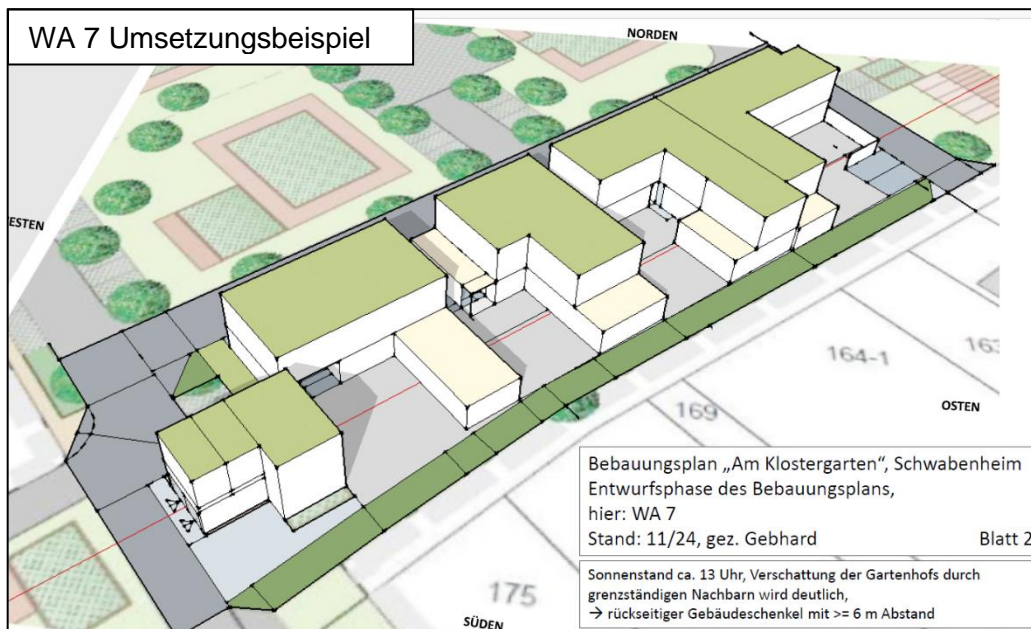 WA 7 Umsetzungsbeispiel
NORDEN
ESTEN
164-1
163
169
OSTEN
175
SÜDEN
Bebauungsplan „Am Klostergarten“, Schwabenheim
Entwurfsphase des Bebauungsplans,
hier: WA 7
Stand: 11/24, gez. Gebhard Blatt 2
Sonnenstand ca. 13 Uhr, Verschattung der Gartenhofs durch
grenzständigen Nachbarn wird deutlich,
→ rückseitiger Gebäudeschenkel mit >= 6 m Abstand